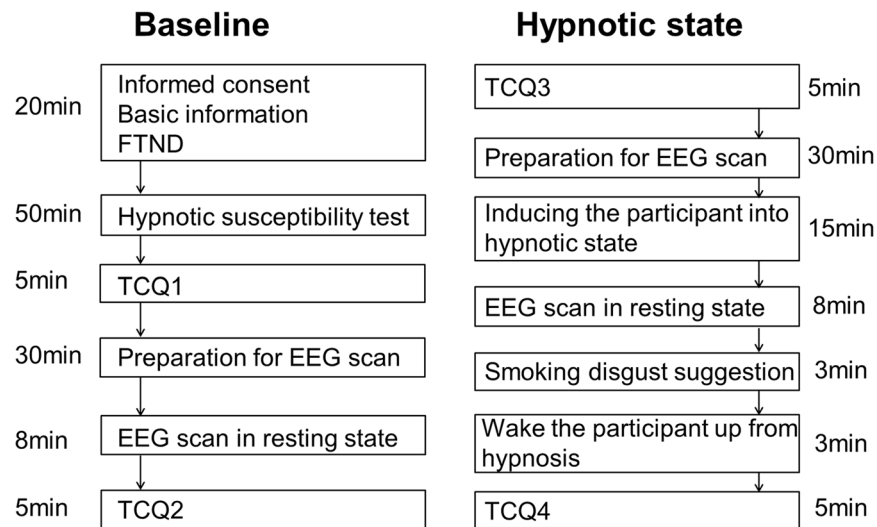 Baseline
20min
Informed consent
Basic information
FTND
50min
Hypnotic susceptibility test
5min
TCQ1
30min
Preparation for EEG scan
8min
EEG scan in resting state
5min
TCQ2
Hypnotic state
TCQ3
5min
Preparation for EEG scan
30min
Inducing the participant into
hypnotic state
15min
EEG scan in resting state
8min
Smoking disgust suggestion
3min
Wake the participant up from
hypnosis
3min
TCQ4
5min